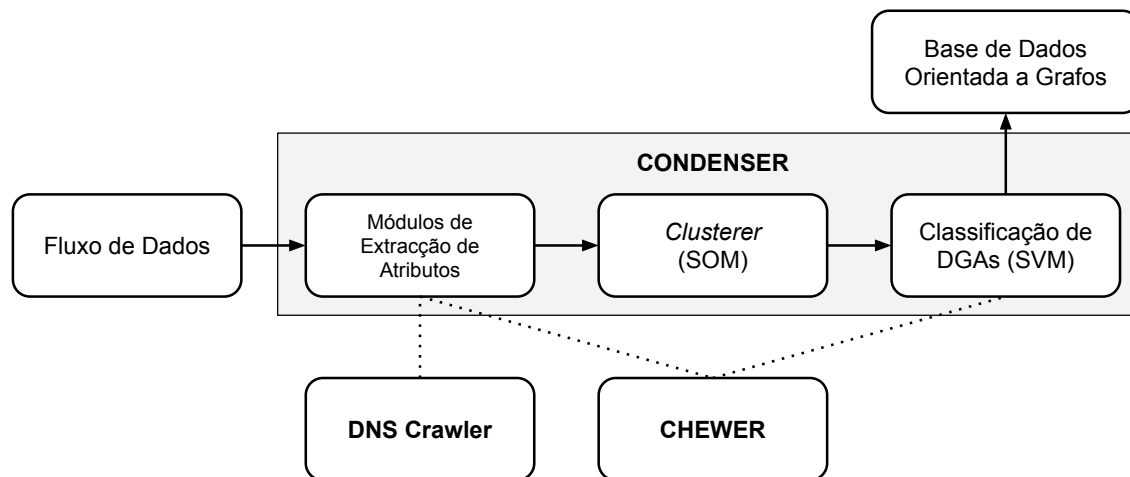 Base de Dados
Orientada a Grafos
CONDENSER
Fluxo de Dados
Módulos de
Extracção de
Atributos
Clusterer
(SOM)
Classificação de
DGAs (SVM)
DNS Crawler
CHEWER